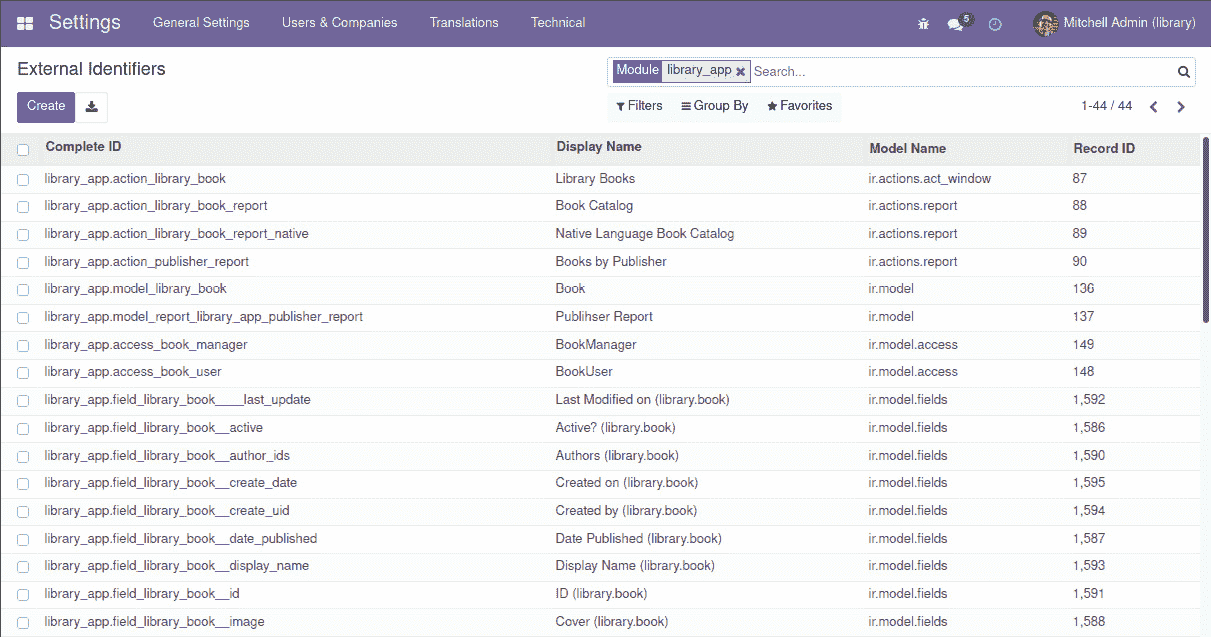 Settings General Settings Users & Companies Translations Technical 5 Mitchell Admin (library)
External Identifiers Module library_app Search...
Create Filters Group By Favorites 1-44 / 44
Complete ID Display Name Model Name Record ID
library_app.action_library_book Library Books ir.actions.act_window 87
library_app.action_library_book_report Book Catalog ir.actions.report 88
library_app.action_library_book_report_native Native Language Book Catalog ir.actions.report 89
library_app.action_publisher_report Books by Publisher ir.actions.report 90
library_app.model_library_book Book ir.model 136
library_app.model_report_library_app_publisher_report Publihser Report ir.model 137
library_app.access_book_manager BookManager ir.model.access 149
library_app.access_book_user BookUser ir.model.access 148
library_app.field_library_book____last_update Last Modified on (library.book) ir.model.fields 1,592
library_app.field_library_book__active Active? (library.book) ir.model.fields 1,586
library_app.field_library_book__author_ids Authors (library.book) ir.model.fields 1,590
library_app.field_library_book__create_date Created on (library.book) ir.model.fields 1,595
library_app.field_library_book__create_uid Created by (library.book) ir.model.fields 1,594
library_app.field_library_book__date_published Date Published (library.book) ir.model.fields 1,587
library_app.field_library_book__display_name Display Name (library.book) ir.model.fields 1,593
library_app.field_library_book__id ID (library.book) ir.model.fields 1,591
library_app.field_library_book__image Cover (library.book) ir.model.fields 1,588